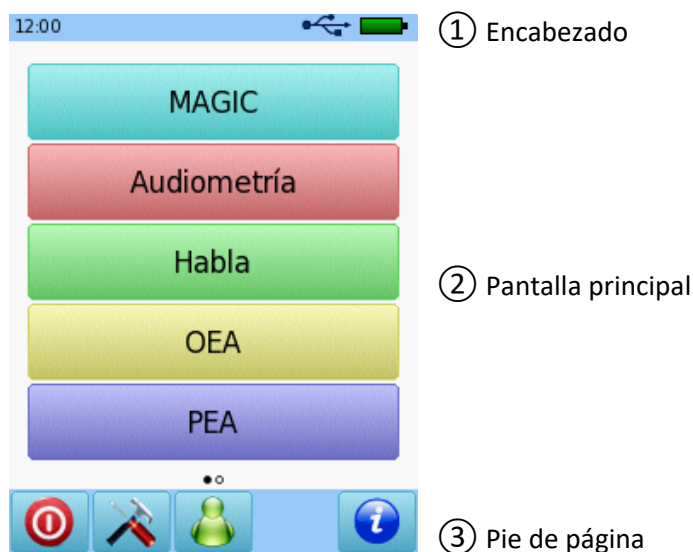 12:00
① Encabezado
MAGIC
Audiometría
Habla
② Pantalla principal
OEA
PEA
③ Pie de página